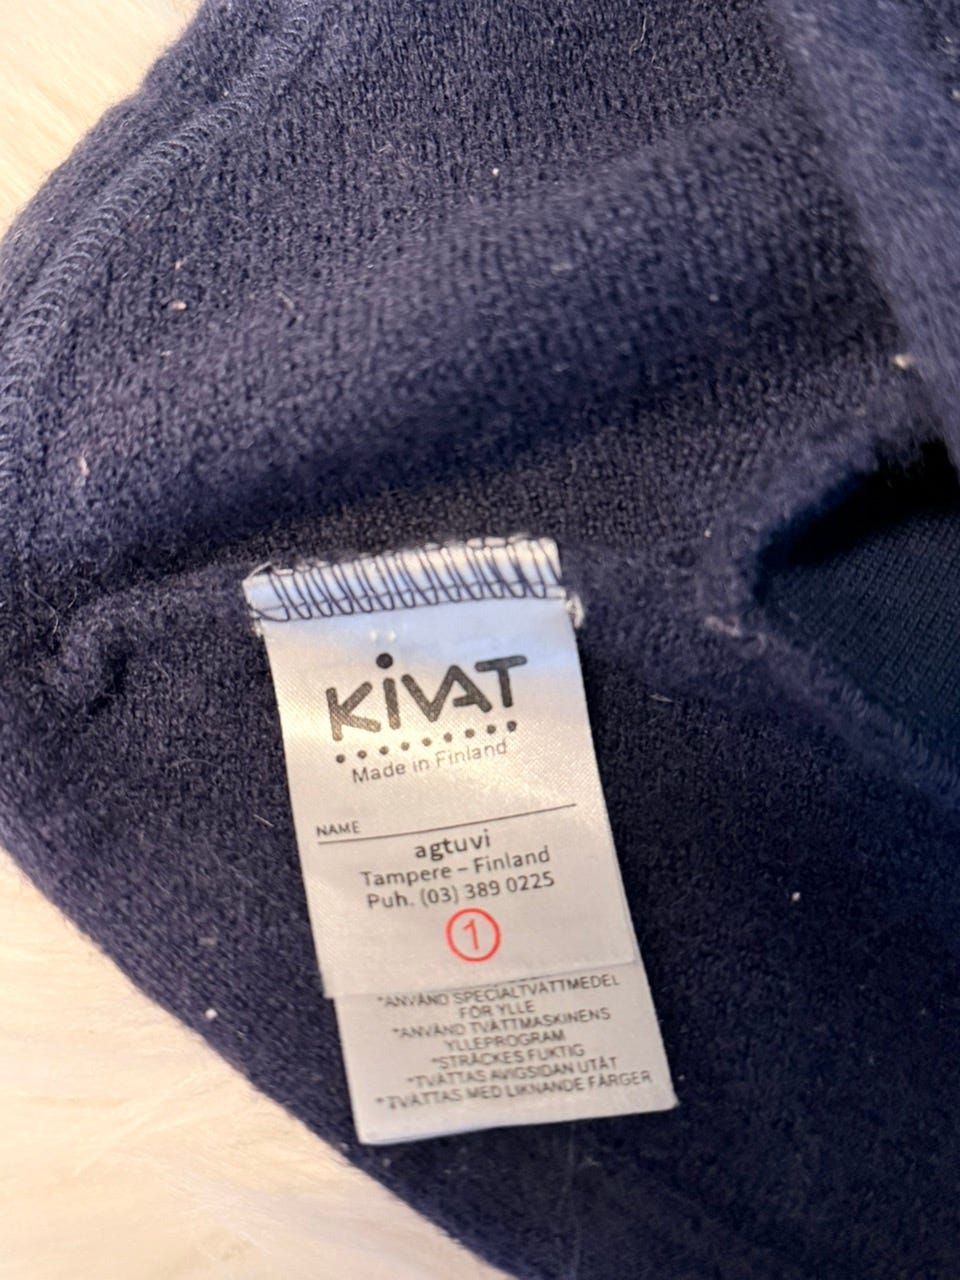 KiVAT
Made in Finland
NAME
agtuvi
Tampere – Finland
Puh. (03) 389 0225
1
*ANVÄND SPECIALTVÄTTMEDEL
FÖR YLLE
*ANVÄND TVÄTTMASKINENS
YLLEPROGRAM
*STRÄCKES FUKTIG
*TVÄTTAS AVIGSIDAN UTÅT
*TVÄTTAS MED LIKNANDE FÄRGER